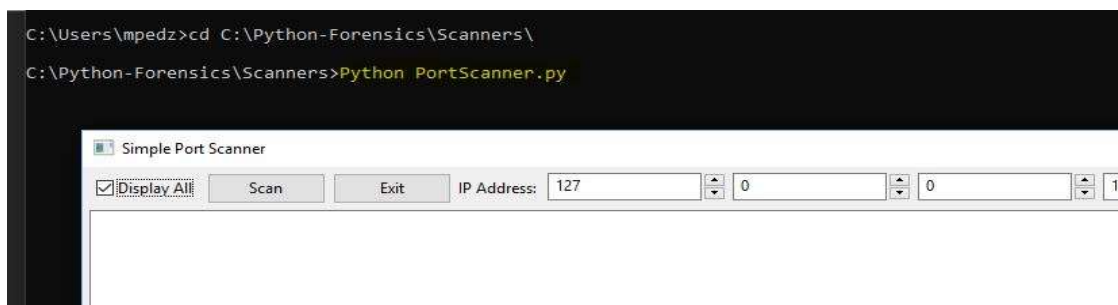 C:\Users\mpedz>cd C:\Python-Forensics\Scanners\
C:\Python-Forensics\Scanners>Python PortScanner.py
Simple Port Scanner
Display All Scan Exit IP Address: 127 0 0 1